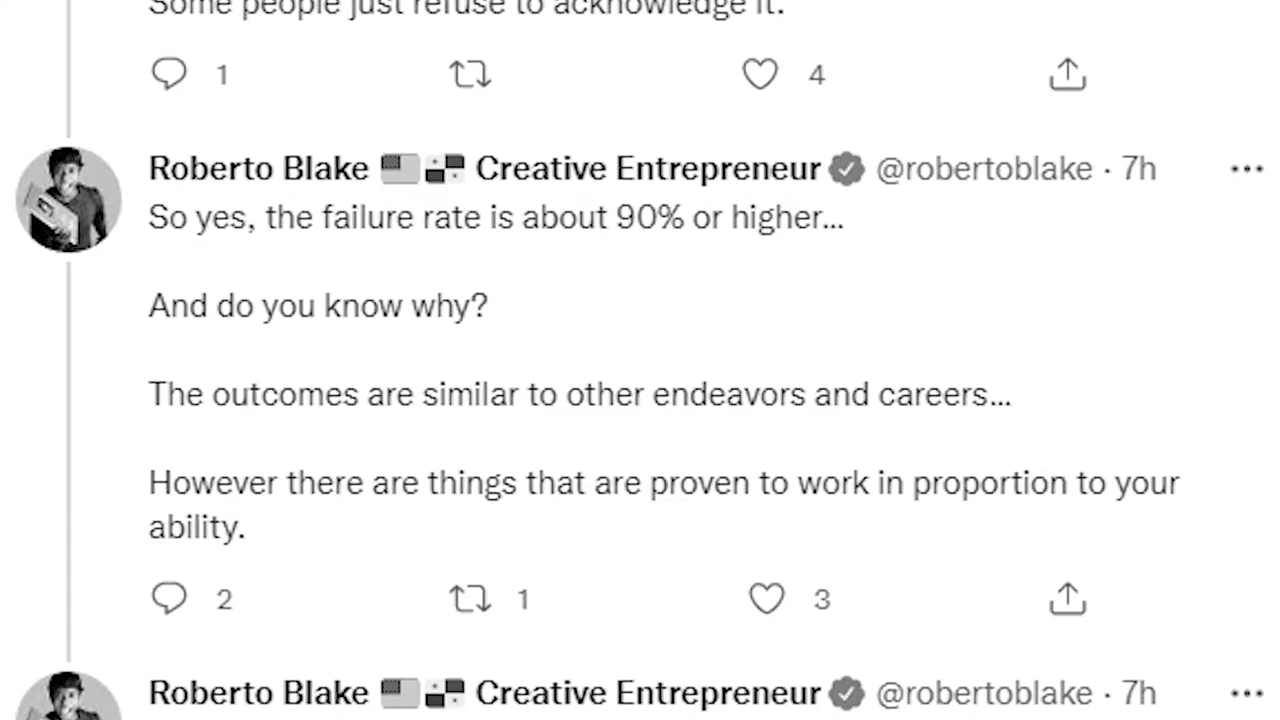 Some people just refuse to acknowledge it.
1 4
Roberto Blake Creative Entrepreneur @robertoblake · 7h ...
So yes, the failure rate is about 90% or higher...
And do you know why?
The outcomes are similar to other endeavors and careers...
However there are things that are proven to work in proportion to your
ability.
2 1 3
Roberto Blake Creative Entrepreneur @robertoblake · 7h ...